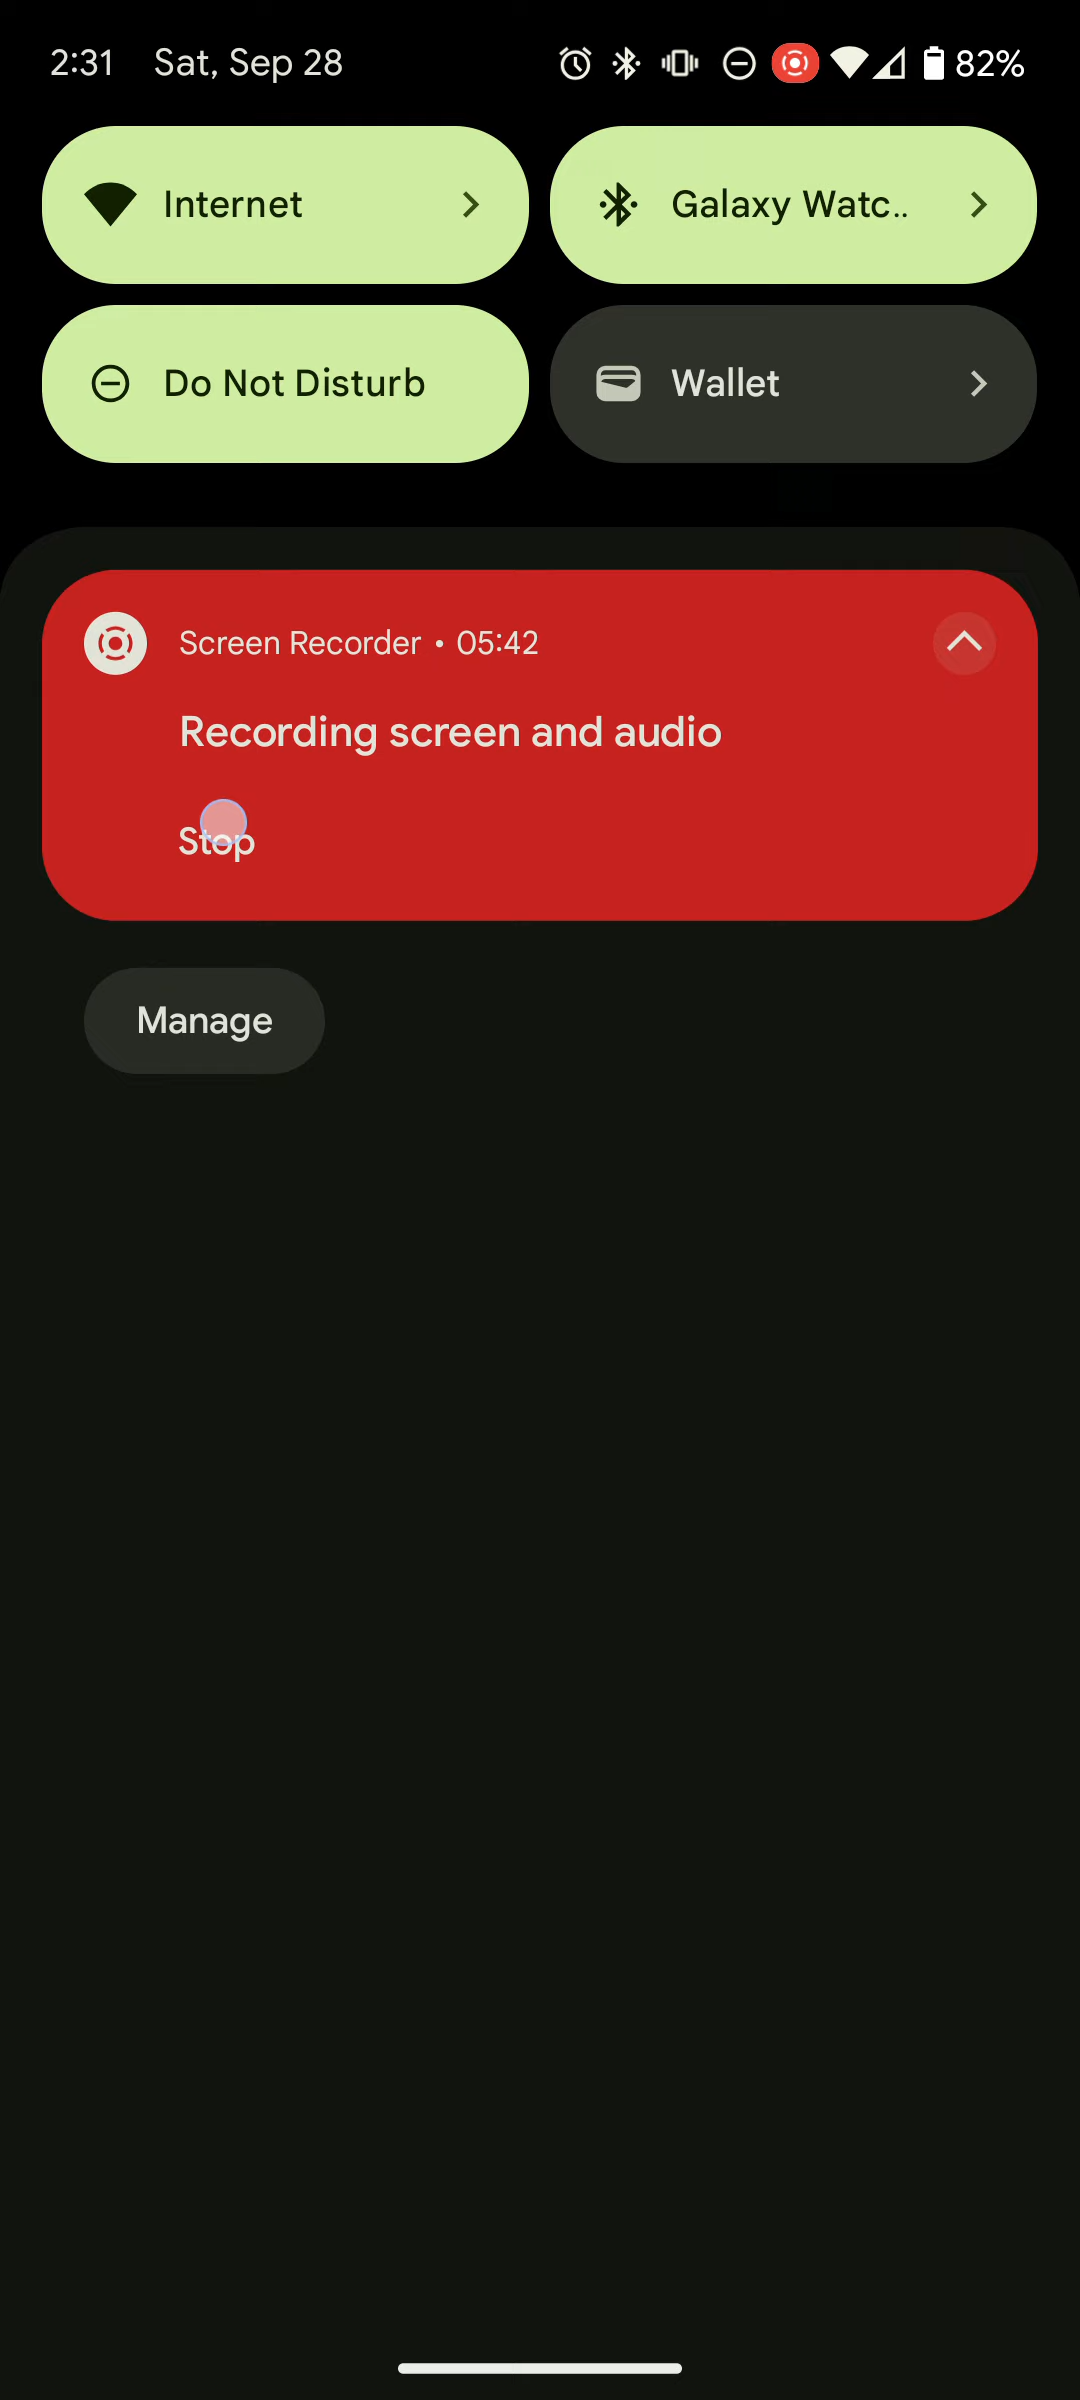 2:31 Sat, Sep 28 82%
Internet Galaxy Watc..
Do Not Disturb Wallet
Screen Recorder • 05:42
Recording screen and audio
Stop
Manage